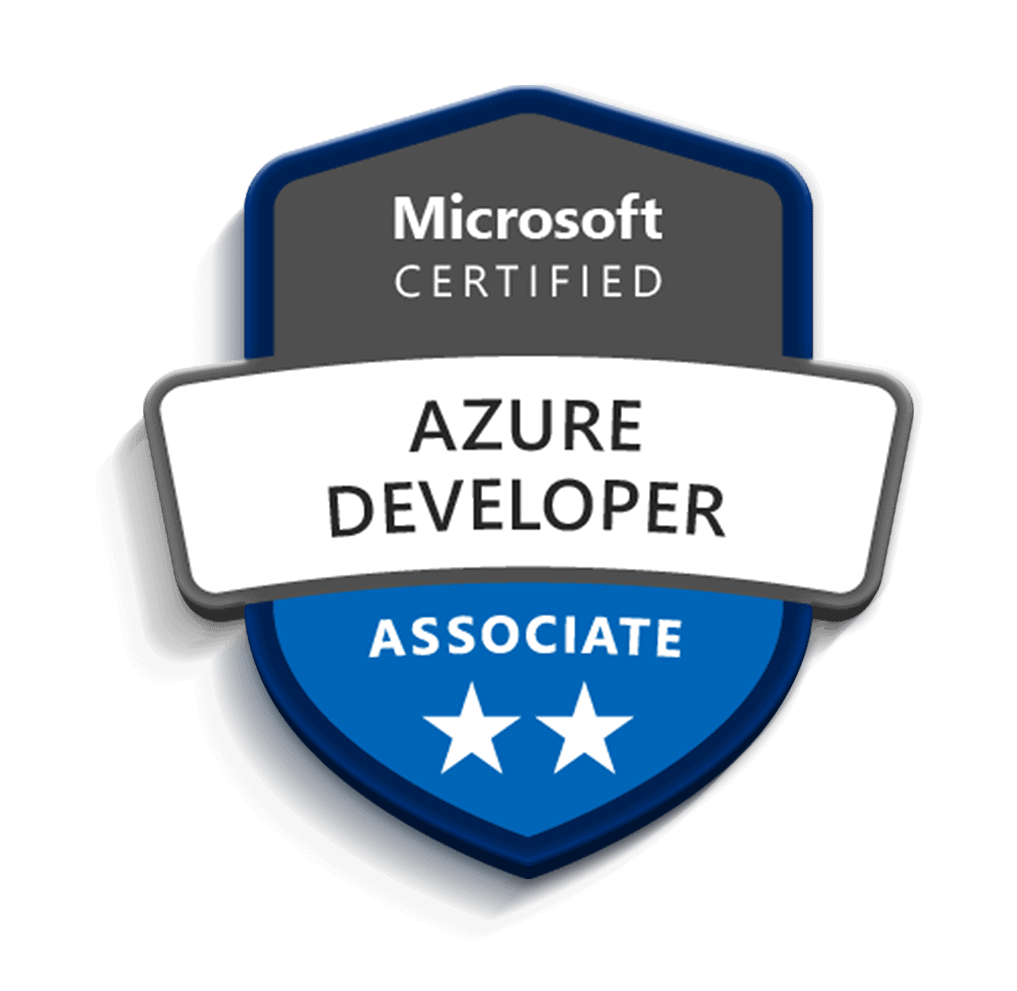 Microsoft
CERTIFIED
AZURE
DEVELOPER
ASSOCIATE